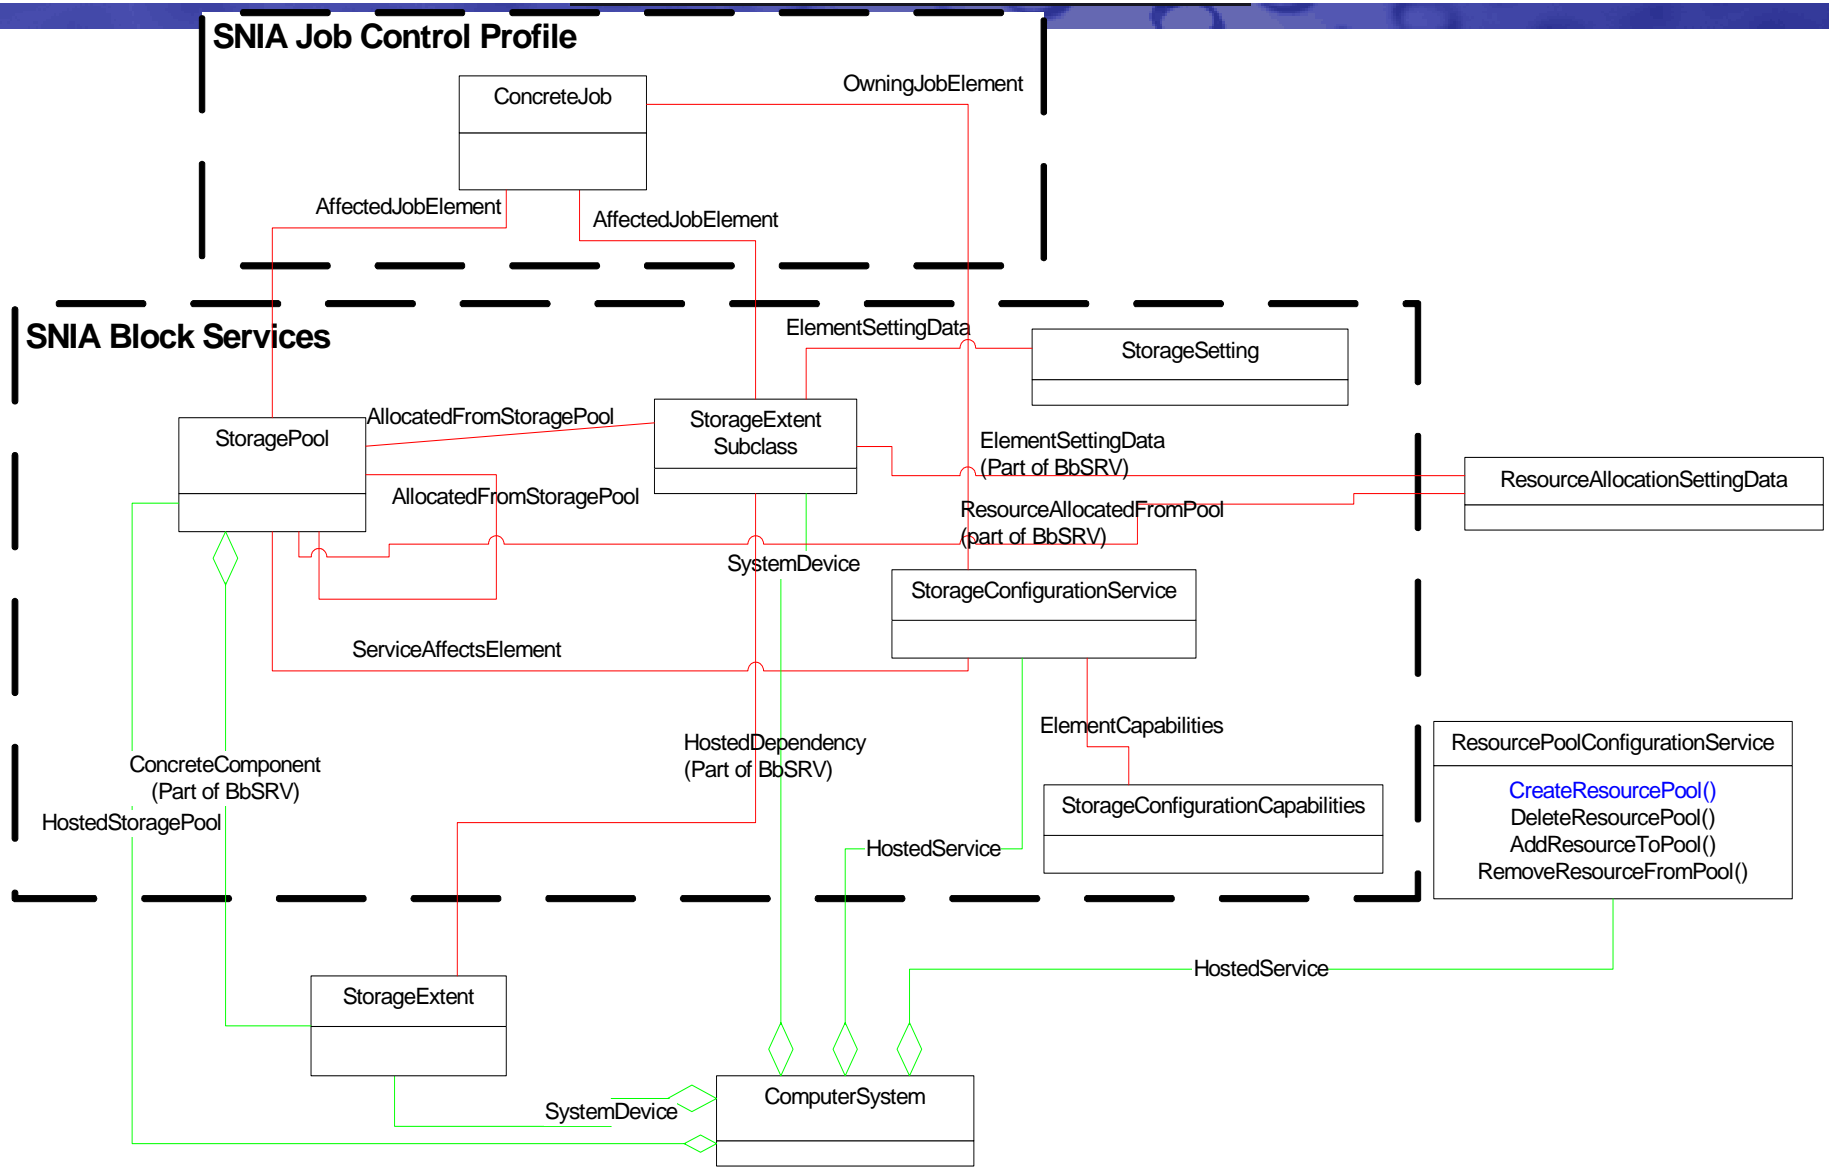 SNIA Job Control Profile
ConcreteJob
OwningJobElement
AffectedJobElement
AffectedJobElement
SNIA Block Services
ElementSettingData
StorageSetting
StoragePool
AllocatedFromStoragePool
StorageExtent
Subclass
ElementSettingData
(Part of BbSRV)
ResourceAllocationSettingData
AllocatedFromStoragePool
ResourceAllocatedFromPool
(part of BbSRV)
SystemDevice
StorageConfigurationService
ServiceAffectsElement
ElementCapabilities
HostedDependency
(Part of BbSRV)
ConcreteComponent
(Part of BbSRV)
HostedStoragePool
StorageConfigurationCapabilities
HostedService
ResourcePoolConfigurationService
CreateResourcePool()
DeleteResourcePool()
AddResourceToPool()
RemoveResourceFromPool()
HostedService
StorageExtent
SystemDevice
ComputerSystem